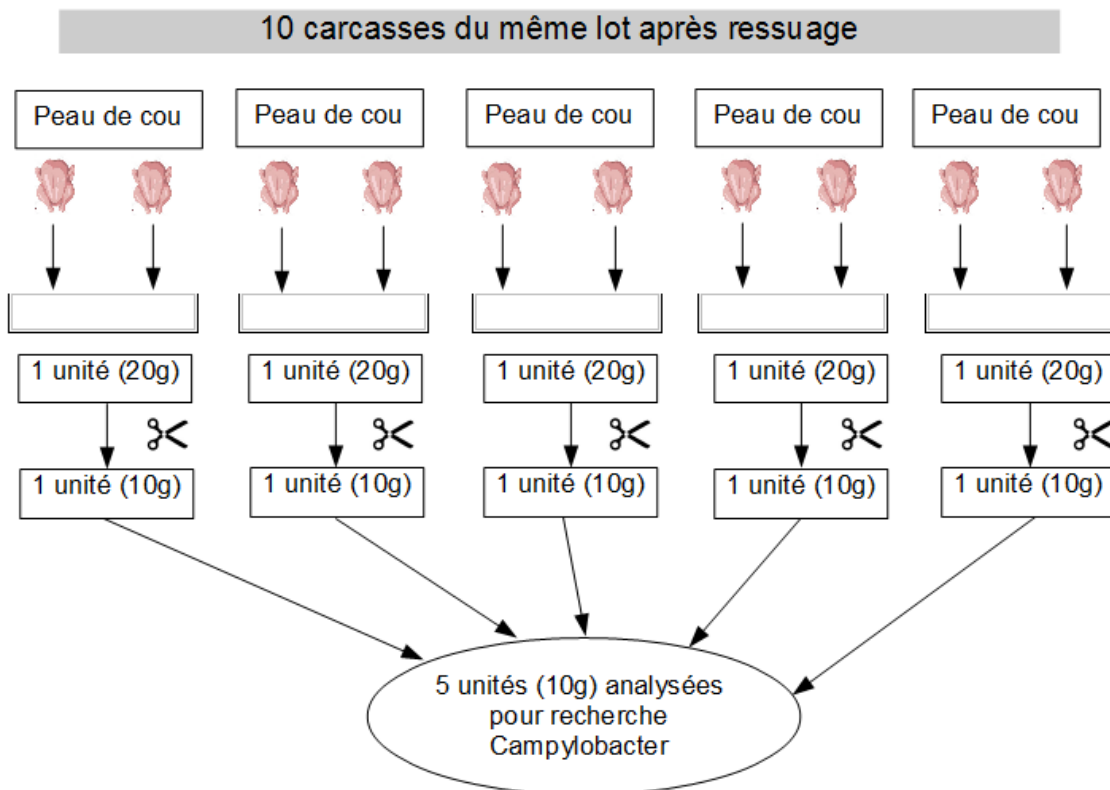 10 carcasses du même lot après ressuage
Peau de cou Peau de cou Peau de cou Peau de cou Peau de cou
1 unité (20g) 1 unité (20g) 1 unité (20g) 1 unité (20g) 1 unité (20g)
1 unité (10g) 1 unité (10g) 1 unité (10g) 1 unité (10g) 1 unité (10g)
5 unités (10g) analysées
pour recherche
Campylobacter